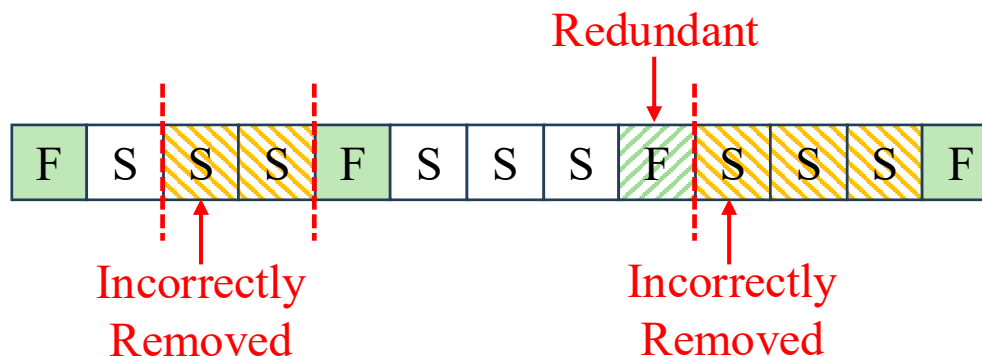 Redundant
F S S S F S S S F S S S F
Incorrectly Incorrectly
Removed Removed